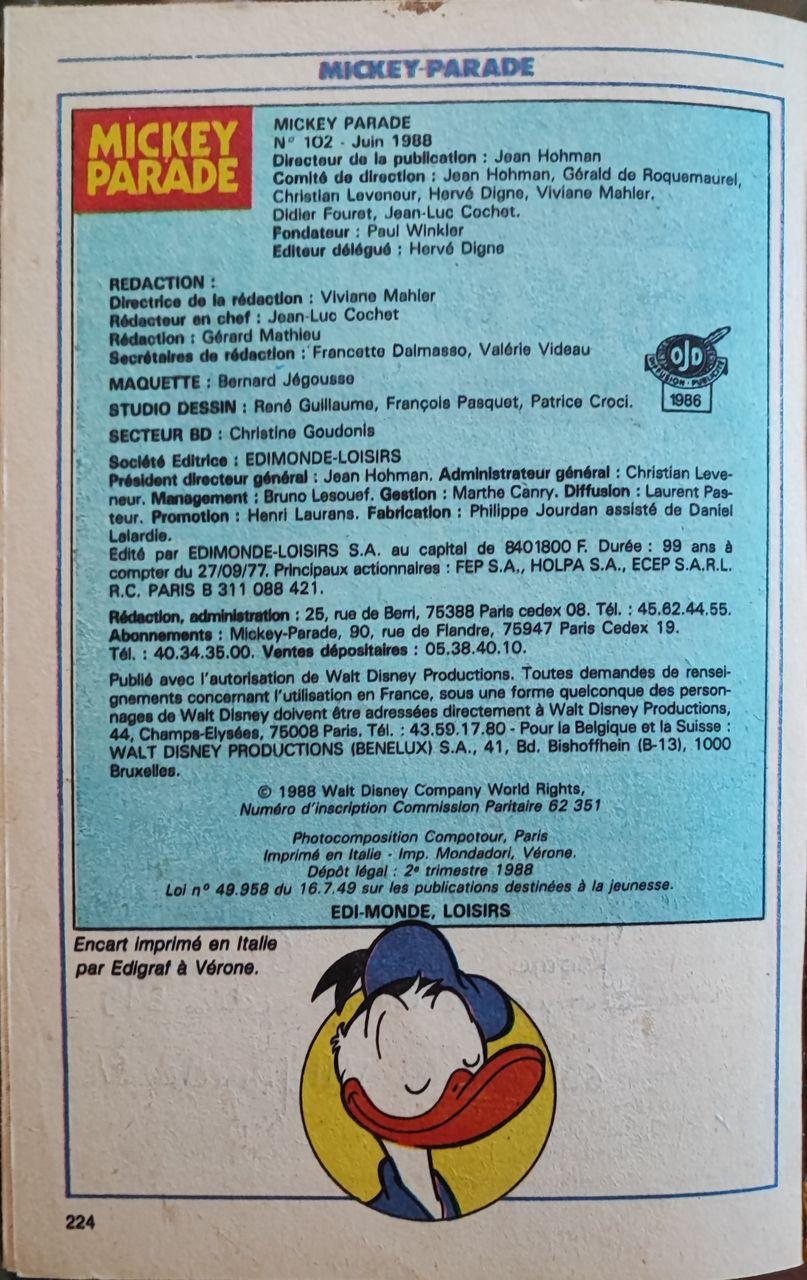 MICKEY-PARADE
MICKEY
PARADE
MICKEY PARADE
N° 102 - Juin 1988
Directeur de la publication : Jean Hohman
Comité de direction : Jean Hohman, Gérald de Roquemaurel,
Christian Leveneur, Hervé Digne, Viviane Mahler.
Didier Fouret, Jean-Luc Cochet.
Fondateur : Paul Winkler
Editeur délégué : Hervé Digne
REDACTION :
Directrice de la rédaction : Viviane Mahler
Rédacteur en chef : Jean-Luc Cochet
Rédaction : Gérard Mathieu
Secrétaires de rédaction : Francette Dalmasso, Valérie Videau
MAQUETTE : Bernard Jégousse
STUDIO DESSIN : René Guillaume, François Pasquet, Patrice Croci.
OJD
DIFFUSION - PUBLICITÉ
1986
SECTEUR BD : Christine Goudonis
Société Editrice : EDIMONDE-LOISIRS
Président directeur général : Jean Hohman. Administrateur général : Christian Leve-
neur. Management : Bruno Lesouef. Gestion : Marthe Canry. Diffusion : Laurent Pas-
teur. Promotion : Henri Laurans. Fabrication : Philippe Jourdan assisté de Daniel
Lalardie.
Edité par EDIMONDE-LOISIRS S.A. au capital de 8401800 F. Durée : 99 ans à
compter du 27/09/77. Principaux actionnaires : FEP S.A., HOLPA S.A., ECEP S.A.R.L.
R.C. PARIS B 311 088 421.
Rédaction, administration : 25, rue de Berri, 75388 Paris cedex 08. Tél. : 45.62.44.55.
Abonnements : Mickey-Parade, 90, rue de Flandre, 75947 Paris Cedex 19.
Tél. : 40.34.35.00. Ventes dépositaires : 05.38.40.10.
Publié avec l'autorisation de Walt Disney Productions. Toutes demandes de rensei-
gnements concernant l'utilisation en France, sous une forme quelconque des person-
nages de Walt Disney doivent être adressées directement à Walt Disney Productions,
44, Champs-Elysées, 75008 Paris. Tél. : 43.59.17.80 - Pour la Belgique et la Suisse :
WALT DISNEY PRODUCTIONS (BENELUX) S.A., 41, Bd. Bishoffhein (B-13), 1000
Bruxelles.
© 1988 Walt Disney Company World Rights,
Numéro d'inscription Commission Paritaire 62 351
Photocomposition Compotour, Paris
Imprimé en Italie - Imp. Mondadori, Vérone.
Dépôt légal : 2e trimestre 1988
Loi n° 49.958 du 16.7.49 sur les publications destinées à la jeunesse.
EDI-MONDE, LOISIRS
Encart imprimé en Italie
par Edigraf à Vérone.
224